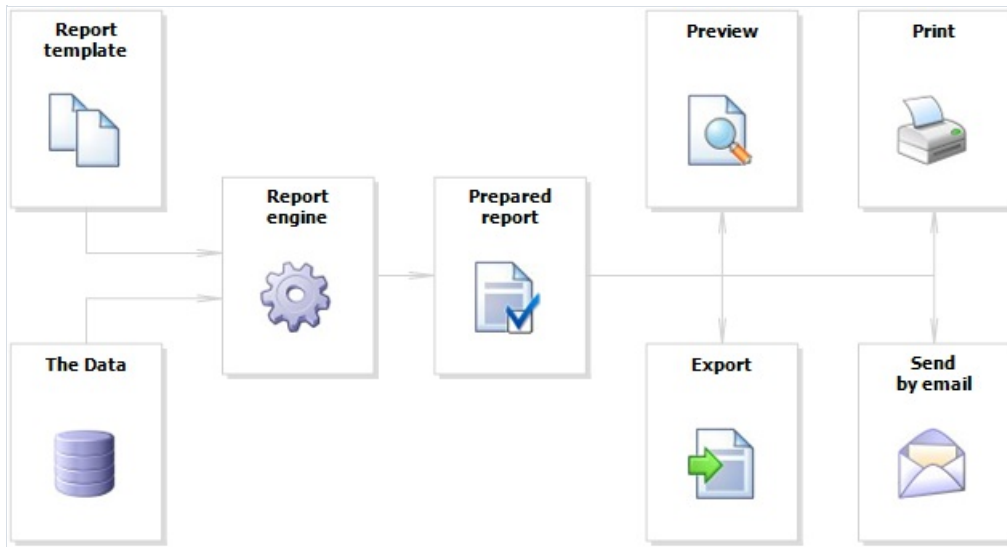 Report
template
Preview
Print
Report
engine
Prepared
report
The Data
Export
Send
by email